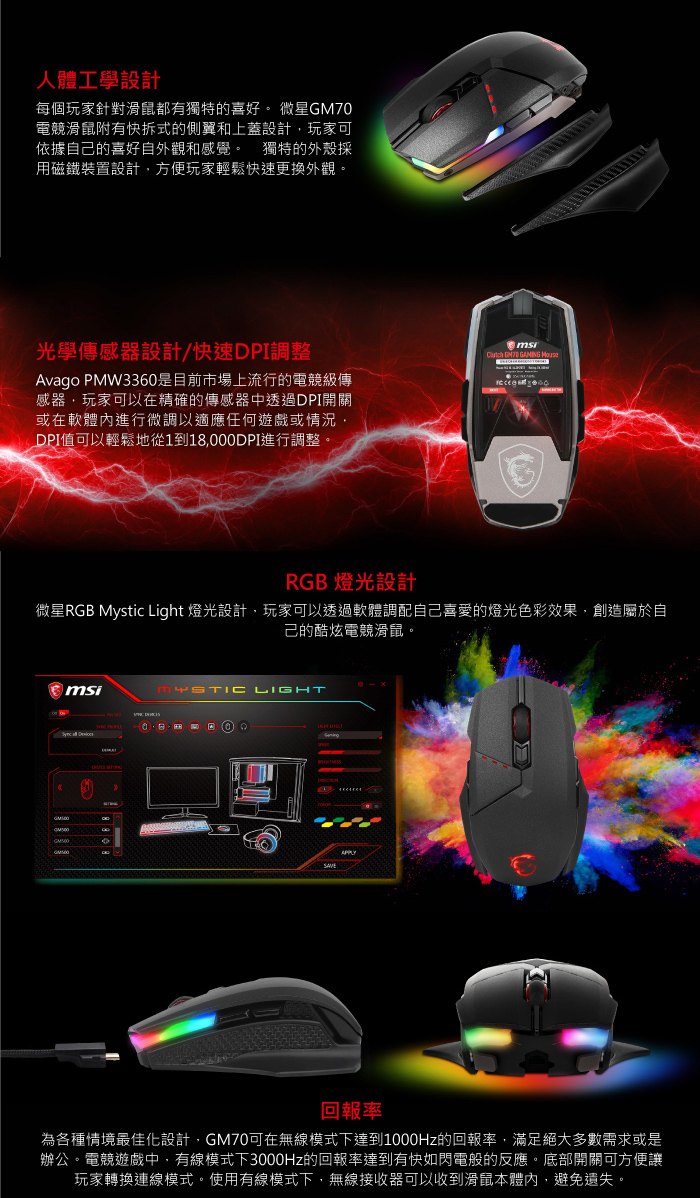 人體工學設計
每個玩家針對滑鼠都有獨特的喜好。 微星GM70
電競滑鼠附有快拆式的側翼和上蓋設計，玩家可
依據自己的喜好自外觀和感覺。 獨特的外殼採
用磁鐵裝置設計，方便玩家輕鬆快速更換外觀。
光學傳感器設計/快速DPI調整
Avago PMW3360是目前市場上流行的電競級傳
感器，玩家可以在精確的傳感器中透過DPI開關
或在軟體內進行微調以適應任何遊戲或情況，
DPI值可以輕鬆地從1到18,000DPI進行調整。
msi
Clutch GM70 GAMING Mouse
RGB 燈光設計
微星RGB Mystic Light 燈光設計，玩家可以透過軟體調配自己喜愛的燈光色彩效果，創造屬於自
己的酷炫電競滑鼠。
msi
MYSTIC LIGHT
SYNC DEVICES
Sync all Devices
DEFAULT
LIGHT EFFECT
Gaming
SPEED
BRIGHTNESS
DIRECTION
COLOR
DEVICE SETTING
SETTING
GM500
GM500
GM500
GM500
APPLY
SAVE
回報率
為各種情境最佳化設計，GM70可在無線模式下達到1000Hz的回報率，滿足絕大多數需求或是
辦公。電競遊戲中，有線模式下3000Hz的回報率達到有快如閃電般的反應。底部開關可方便讓
玩家轉換連線模式。使用有線模式下，無線接收器可以收到滑鼠本體內，避免遺失。